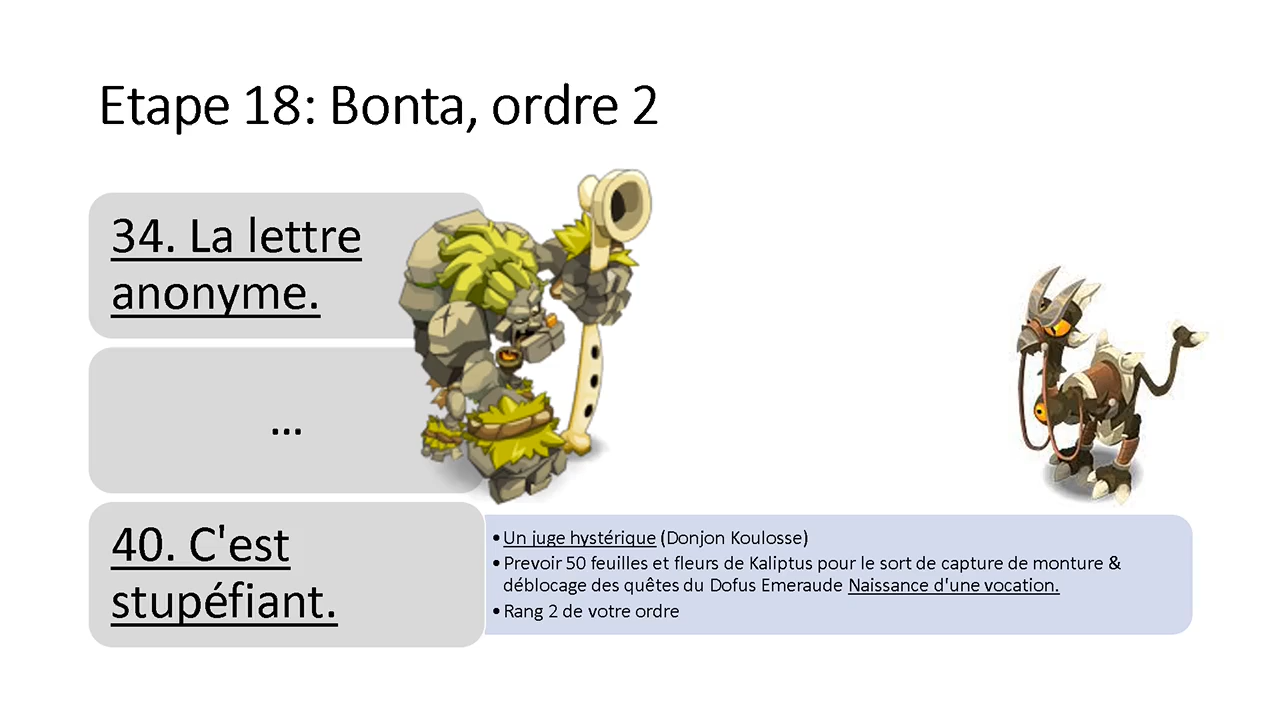 Etape 18: Bonta, ordre 2
34. La lettre
anonyme.
...
40. C'est
stupéfiant.
•Un juge hystérique (Donjon Koulosse)
•Prevoir 50 feuilles et fleurs de Kaliptus pour le sort de capture de monture &
déblocage des quêtes du Dofus Emeraude Naissance d'une vocation.
•Rang 2 de votre ordre